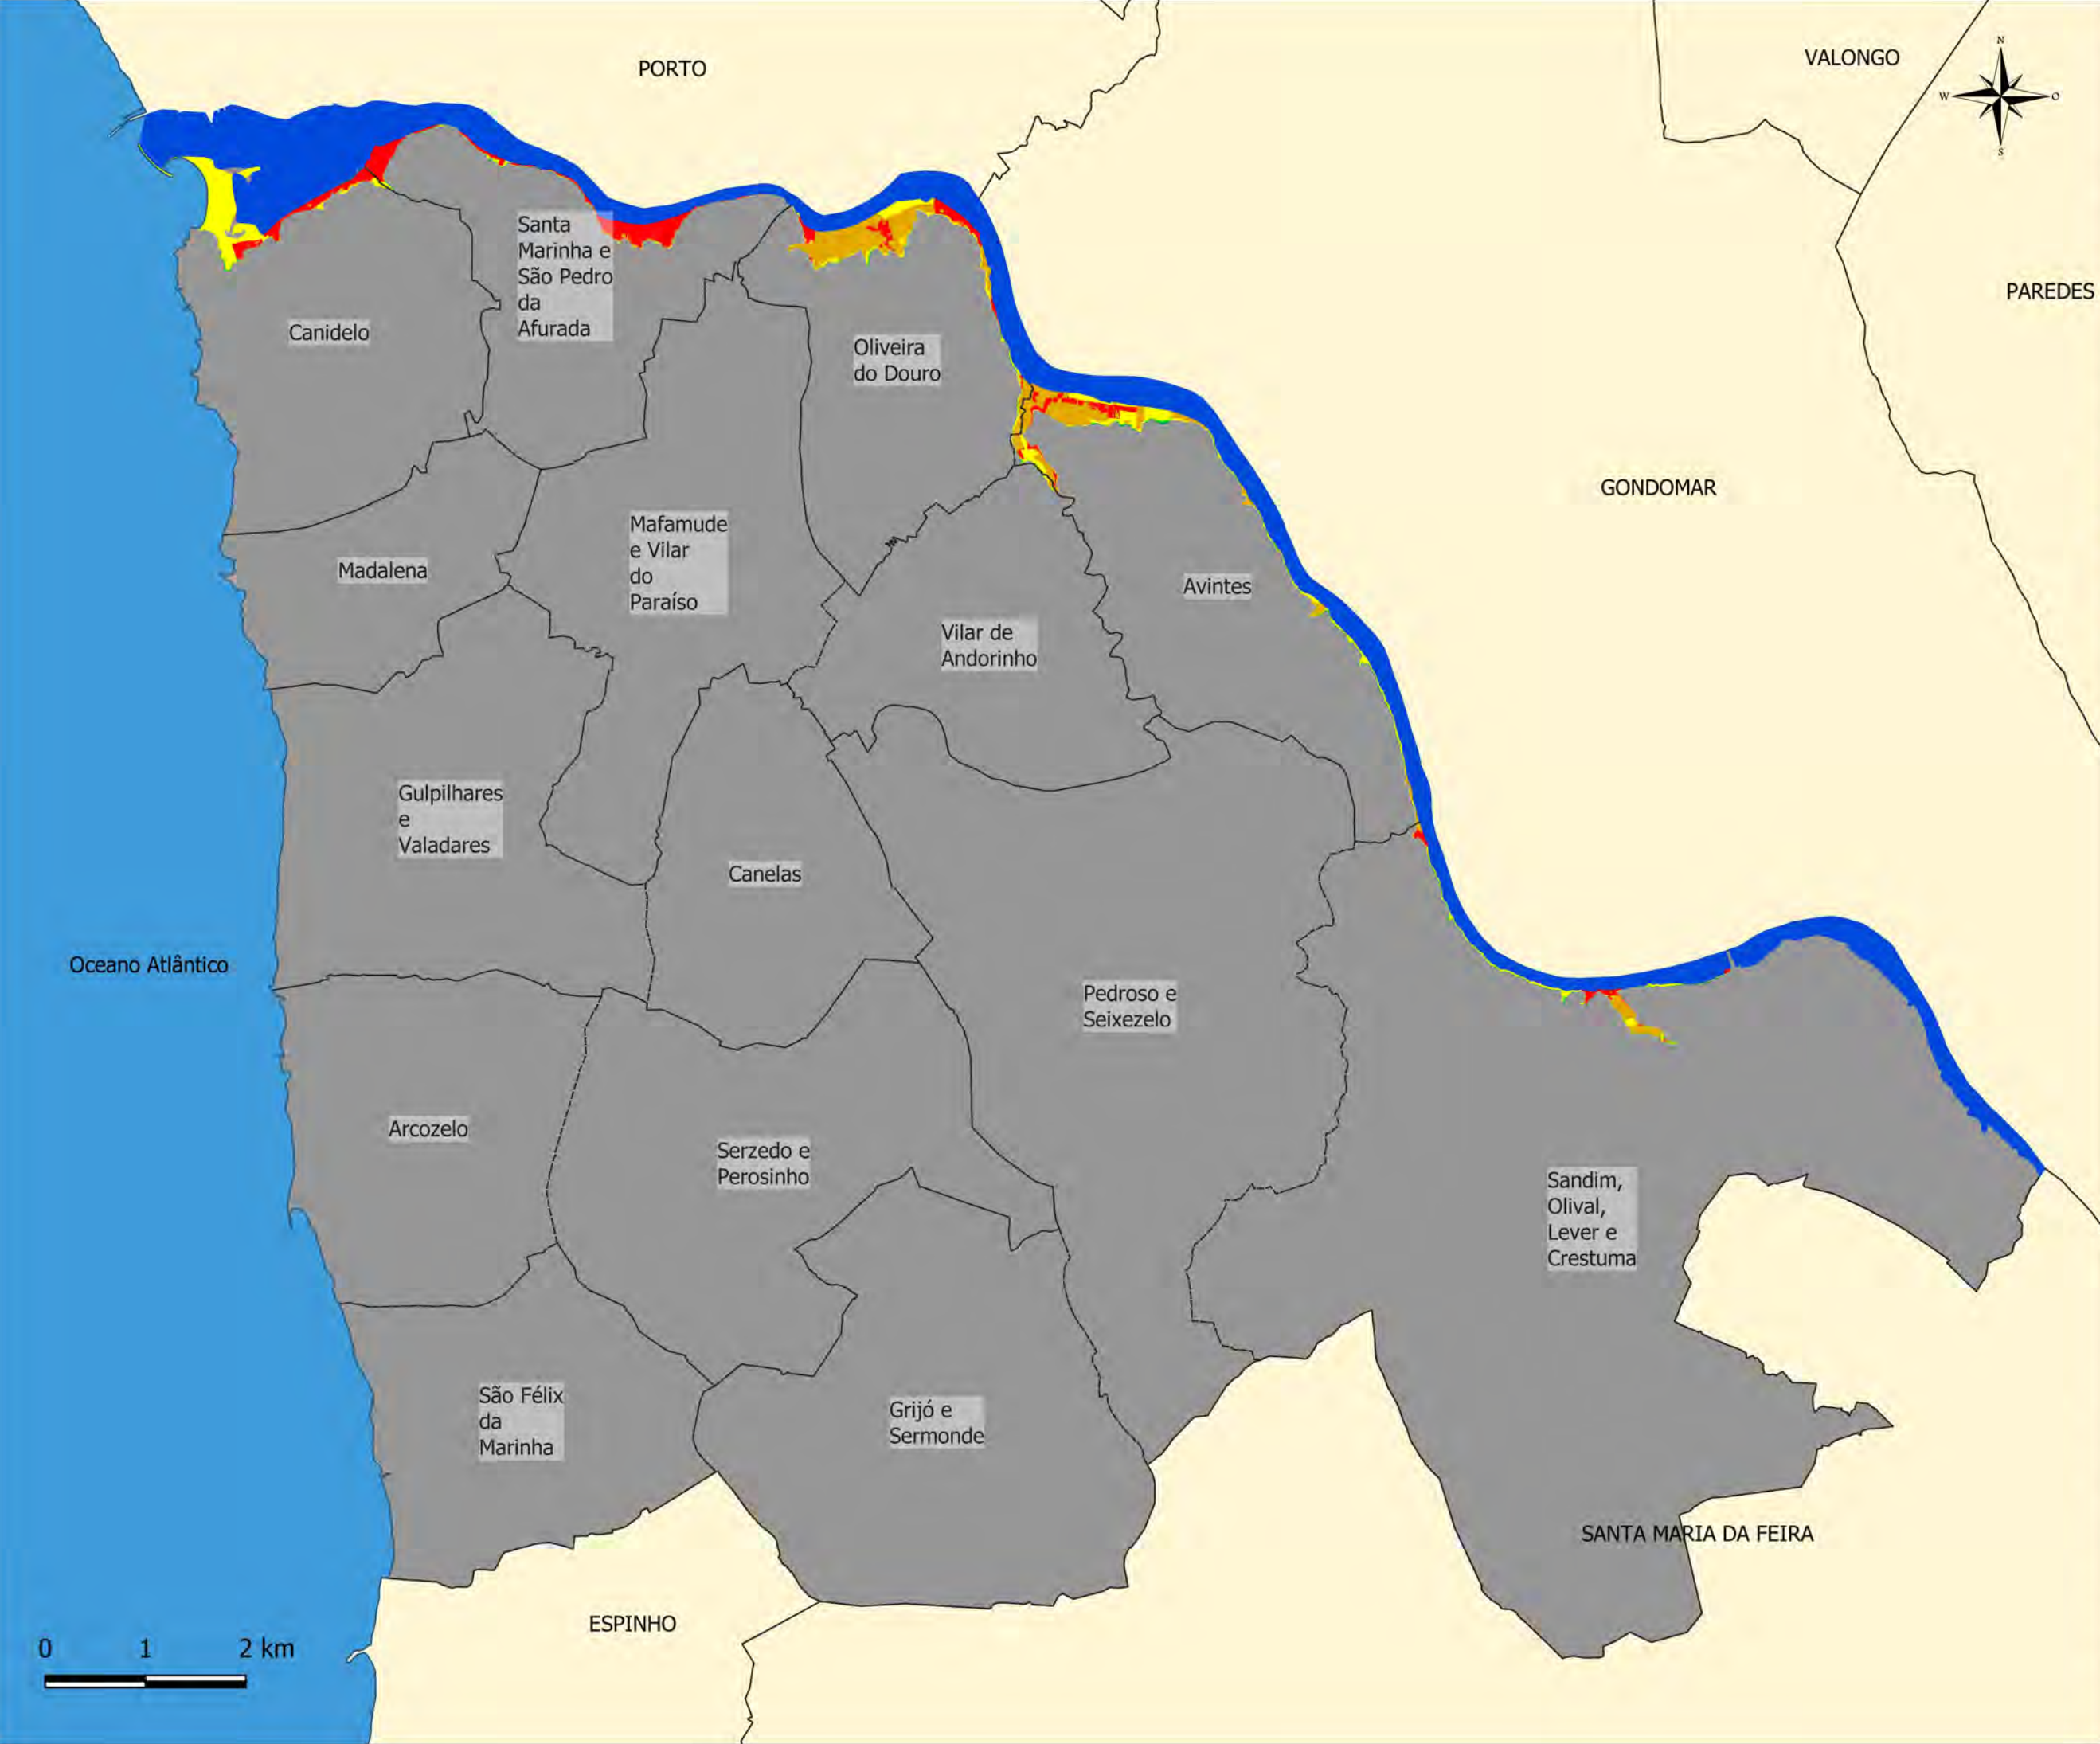 PORTO
VALONGO
N
W
O
S
Santa
Marinha e
São Pedro
da
Afurada
PAREDES
Canidelo
Oliveira
do Douro
GONDOMAR
Mafamude
e Vilar
do
Paraíso
Madalena
Avintes
Vilar de
Andorinho
Gulpilhares
e
Valadares
Canelas
Oceano Atlântico
Pedroso e
Seixezelo
Arcozelo
Serzedo e
Perosinho
Sandim,
Olival,
Lever e
Crestuma
São Félix
da
Marinha
Grijó e
Sermonde
SANTA MARIA DA FEIRA
ESPINHO
0 1 2 km